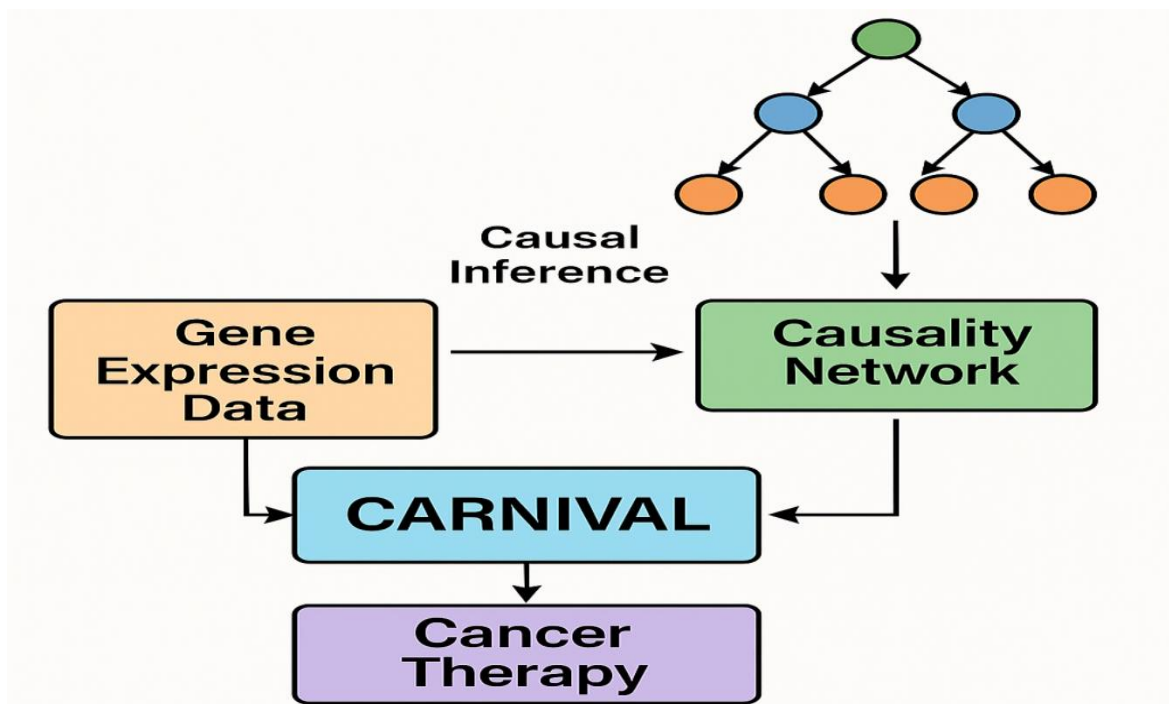 Causal
Inference
Gene
Expression
Data
Causality
Network
CARNIVAL
Cancer
Therapy